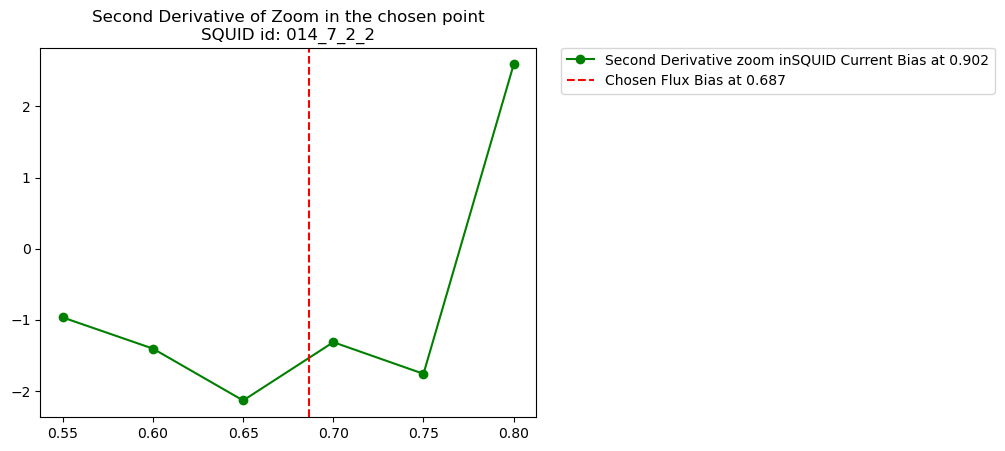 Second Derivative of Zoom in the chosen point
SQUID id: 014_7_2_2
Second Derivative zoom inSQUID Current Bias at 0.902
Chosen Flux Bias at 0.687
2
1
0
−1
−2
0.55 0.60 0.65 0.70 0.75 0.80